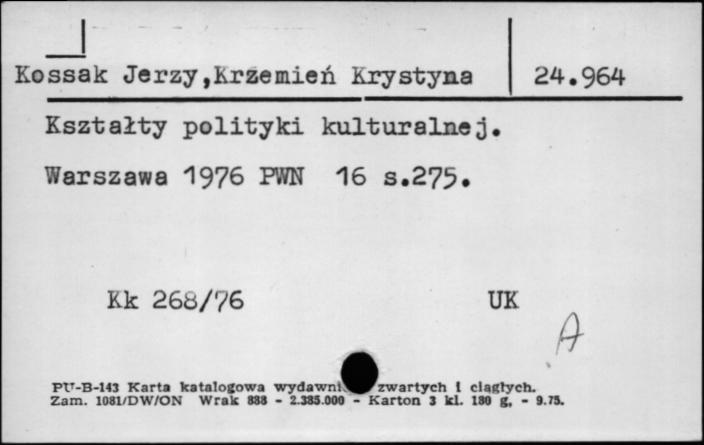 Kossak Jerzy,Krzemień Krystyna 24.964
Kształty polityki kulturalnej.
Warszawa 1976 PWN 16 s.275.
Kk 268/76 UK
A
PU-B-143 Karta katalogowa zwartych i ciągłych.
Zam. 1081/DW/ON Wrak 888 - 2.385.000 - Karton 3 kl. 180 g, - 9.75.